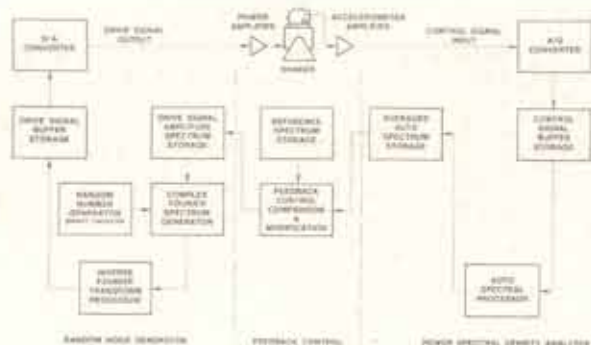 D/A
CONVERTER
DRIVE SIGNAL
OUTPUT
POWER
AMPLIFIER
SHAKER
ACCELEROMETER
AMPLIFIER
CONTROL SIGNAL
INPUT
A/D
CONVERTER
DRIVE SIGNAL
BUFFER
STORAGE
DRIVE SIGNAL
AMPLITUDE
SPECTRUM
STORAGE
REFERENCE
SPECTRUM
STORAGE
AVERAGED
AUTO
SPECTRUM
STORAGE
CONTROL
SIGNAL
BUFFER
STORAGE
RANDOM
NUMBER
GENERATOR
COMPLEX
FOURIER
SPECTRUM
GENERATOR
FEEDBACK
CONTROL
COMPARISON
&
MODIFICATION
INVERSE
FOURIER
TRANSFORM
PROCESSOR
AUTO
SPECTRAL
PROCESSOR
RANDOM NOISE GENERATION
FEEDBACK CONTROL
POWER SPECTRAL DENSITY ANALYSIS